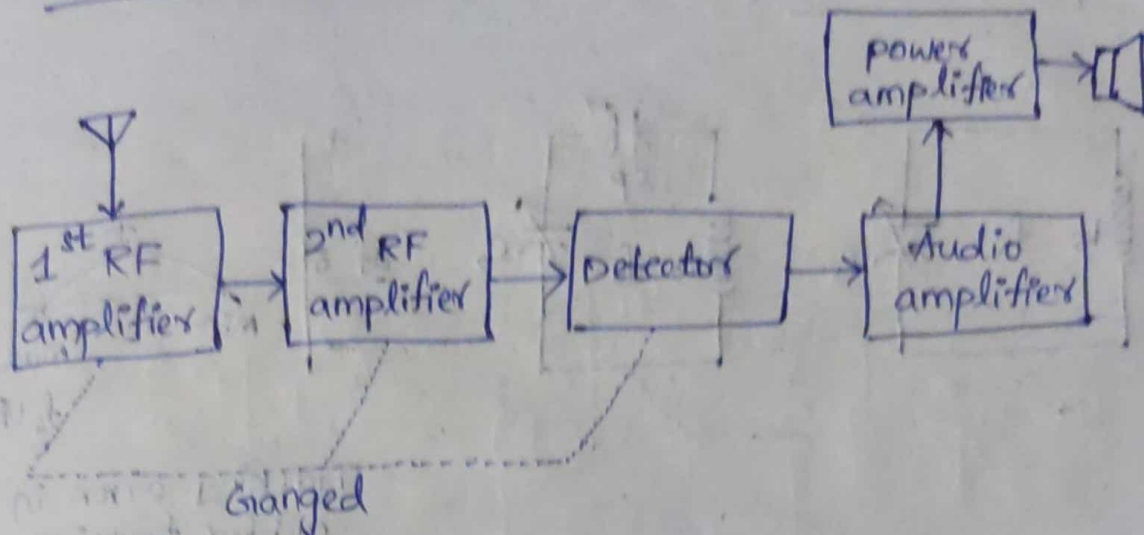 1st RF
amplifier
2nd RF
amplifier
Detector
Audio
amplifier
power
amplifier
Ganged